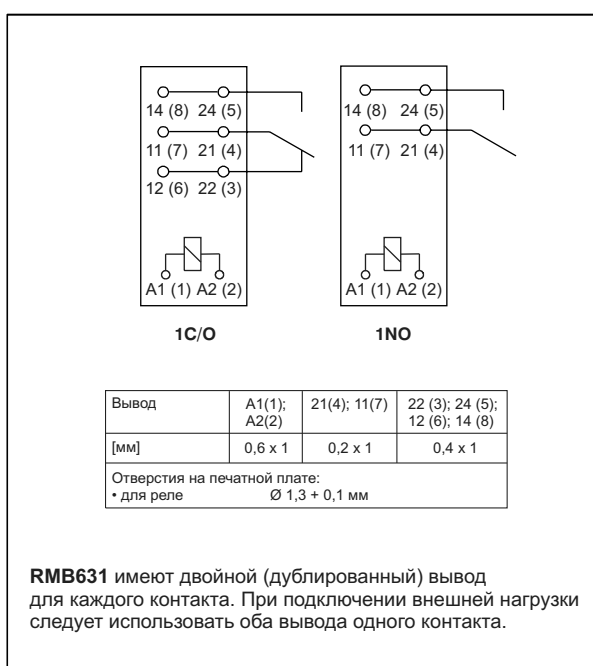 14 (8) 24 (5)
11 (7) 21 (4)
12 (6) 22 (3)
A1 (1) A2 (2)
1C/O
14 (8) 24 (5)
11 (7) 21 (4)
A1 (1) A2 (2)
1NO
Вывод A1(1); 21(4); 11(7) 22 (3); 24 (5);
A2(2) 12 (6); 14 (8)
[мм] 0,6 x 1 0,2 x 1 0,4 x 1
Отверстия на печатной плате:
• для реле Ø 1,3 + 0,1 мм
RMB631 имеют двойной (дублированный) вывод
для каждого контакта. При подключении внешней нагрузки
следует использовать оба вывода одного контакта.